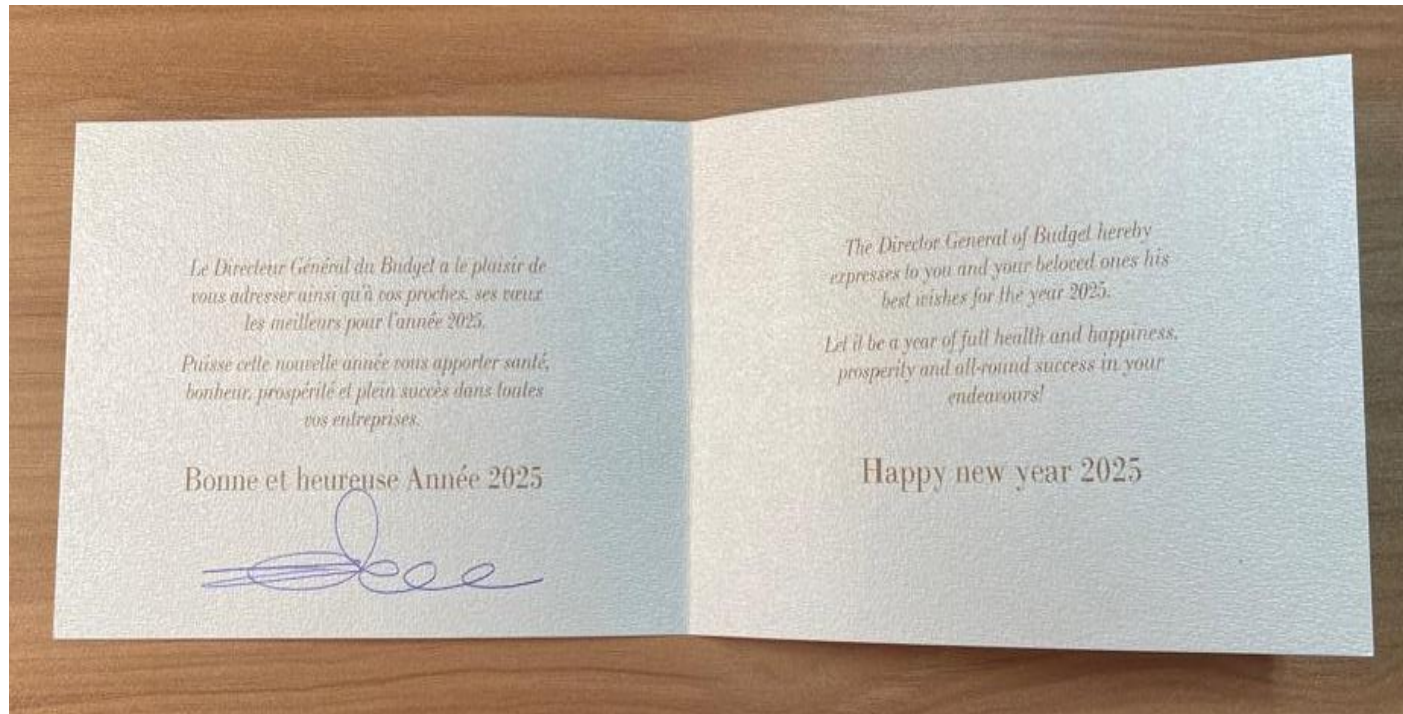 Le Directeur Général du Budget a le plaisir de
vous adresser ainsi qu'à vos proches, ses vœux
les meilleurs pour l'année 2025.
Puisse cette nouvelle année vous apporter santé,
bonheur, prospérité et plein succès dans toutes
vos entreprises.
Bonne et heureuse Année 2025
The Director General of Budget hereby
expresses to you and your beloved ones his
best wishes for the year 2025.
Let it be a year of full health and happiness,
prosperity and all-round success in your
endeavours!
Happy new year 2025